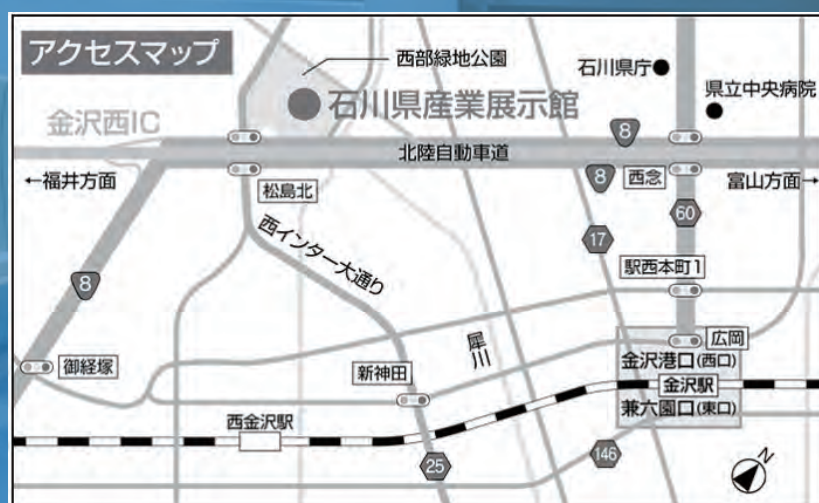 アクセスマップ
西部緑地公園
石川県庁
県立中央病院
石川県産業展示館
金沢西IC
8
北陸自動車道
←福井方面
松島北
8
西念
富山方面→
60
17
西インター大通り
駅西本町1
8
犀川
広岡
御経塚
新神田
金沢港口(西口)
金沢駅
兼六園口(東口)
西金沢駅
25
146
N